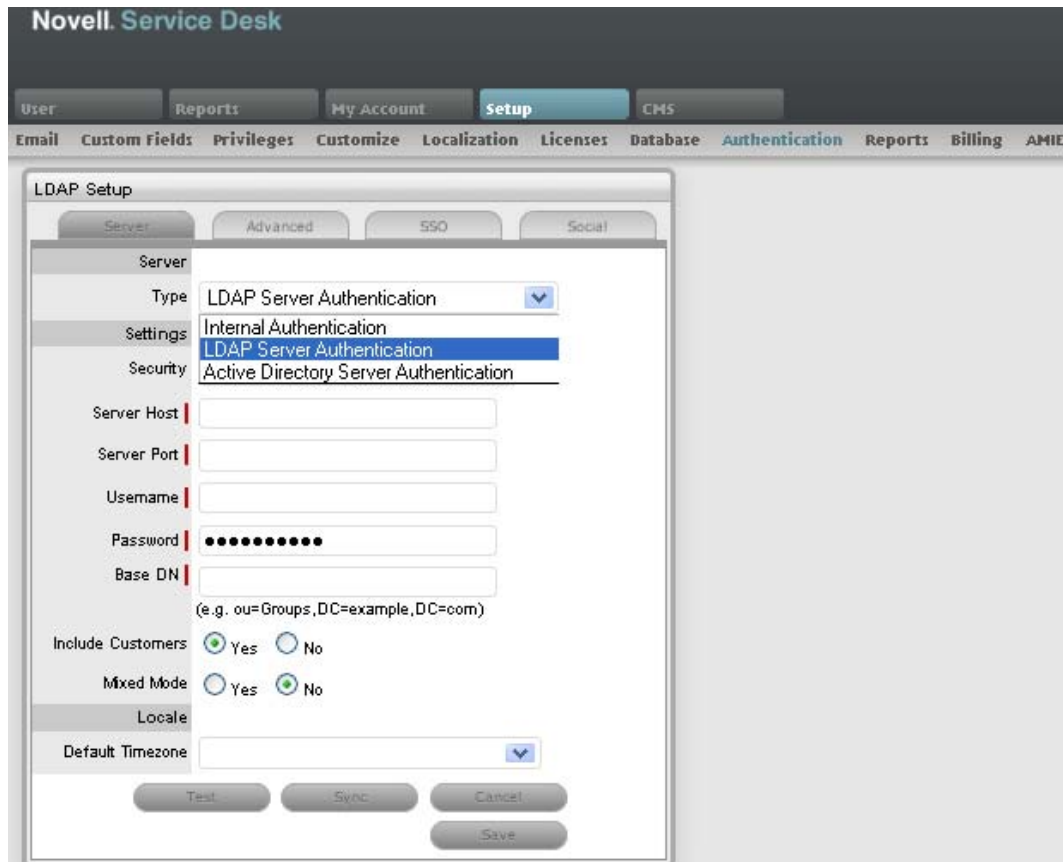 Novell. Service Desk
User Reports My Account Setup CMS
Email Custom Fields Privileges Customize Localization Licenses Database Authentication Reports Billing AMIE
LDAP Setup
Server Advanced SSO Social
Server
Type LDAP Server Authentication
Internal Authentication
Settings
LDAP Server Authentication
Security Active Directory Server Authentication
Server Host
Server Port
Username
Password ●●●●●●●●●●
Base DN
(e.g. ou=Groups,DC=example,DC=com)
Include Customers Yes No
Mixed Mode Yes No
Locale
Default Timezone
Test Sync Cancel
Save